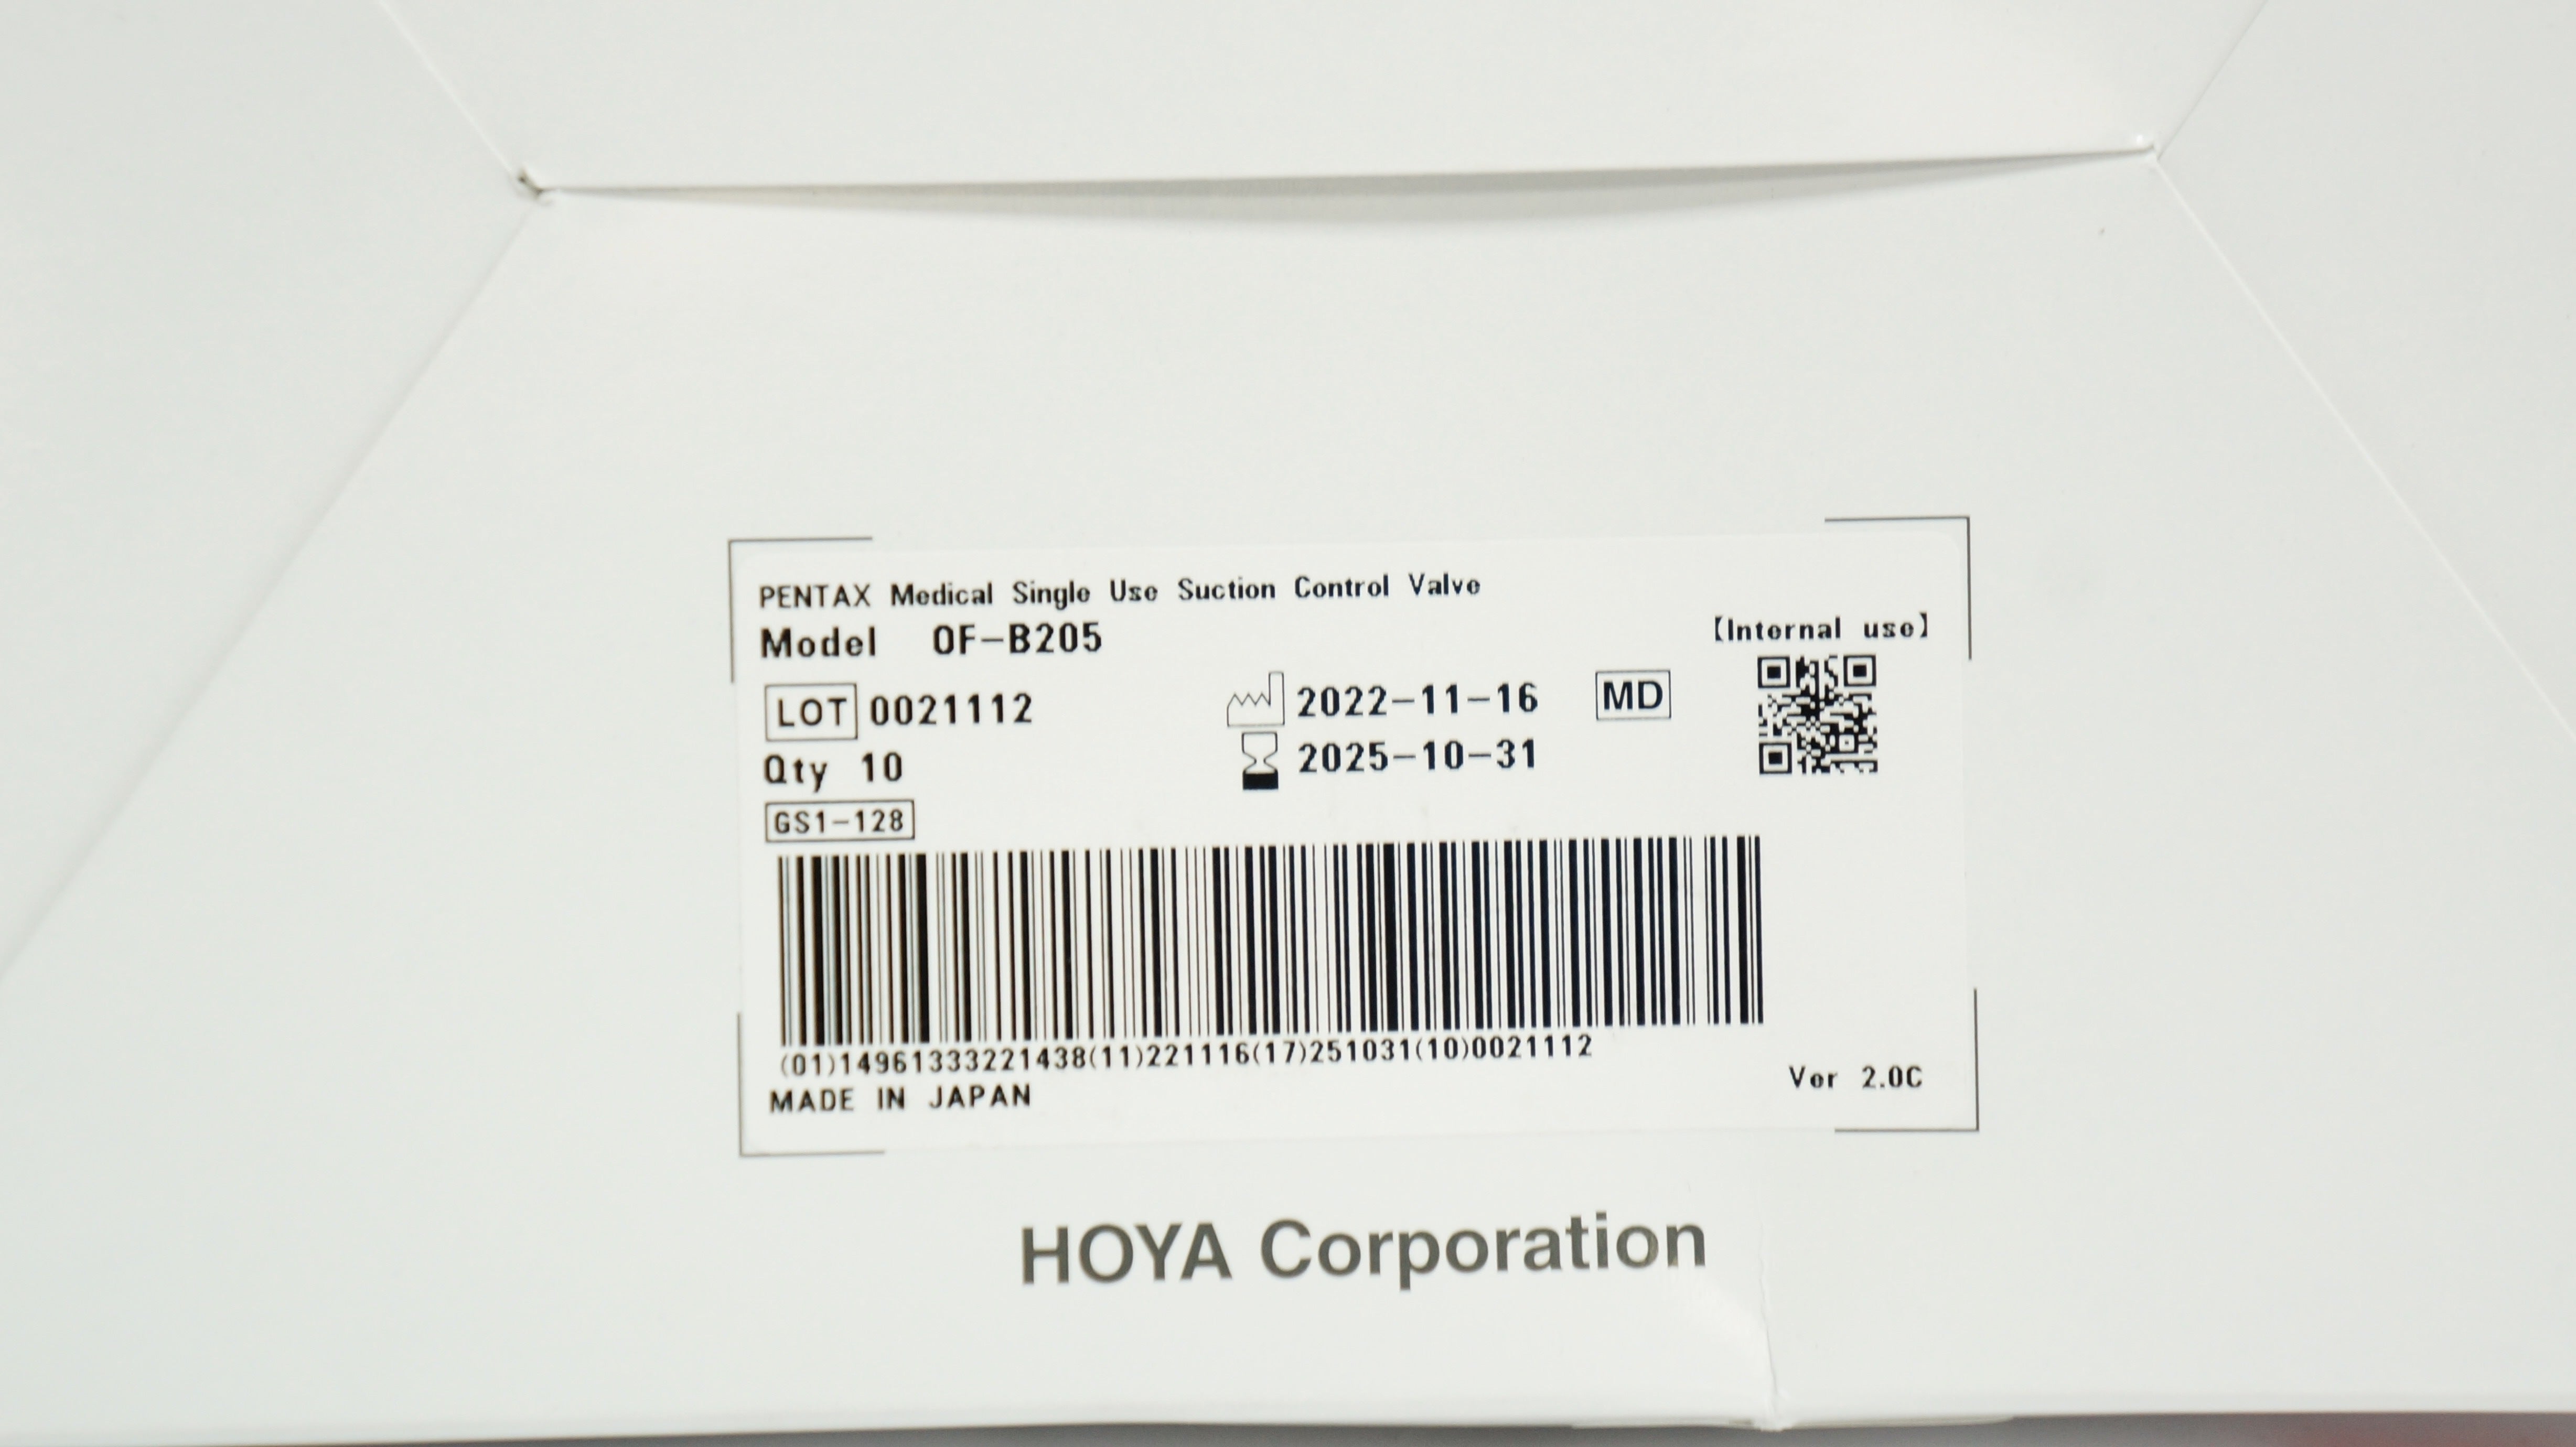 PENTAX Medical Single Use Suction Control Valve
Model OF-B205
【Internal use】
LOT 0021112
2022-11-16
MD
Qty 10
2025-10-31
GS1-128
(01)14961333221438(11)221116(17)251031(10)0021112
MADE IN JAPAN
Ver 2.0C
HOYA Corporation